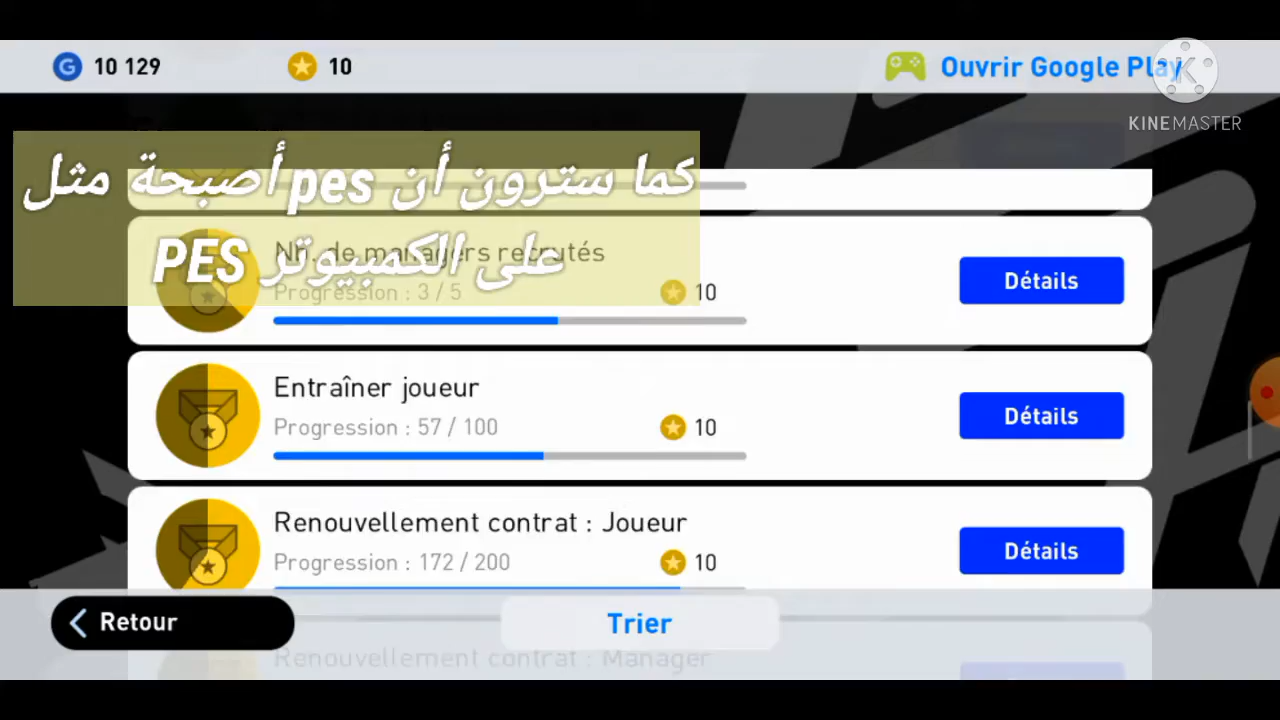 10 129
10
Ouvrir Google Play
KINEMASTER
كما سترون أن pes أصبحة مثل
PES على الكمبيوتر
Nb. de managers recrutés
Progression : 3 / 5
10
Détails
Entraîner joueur
Progression : 57 / 100
10
Détails
Renouvellement contrat : Joueur
Progression : 172 / 200
10
Détails
Retour
Trier
Renouvellement contrat : Manager